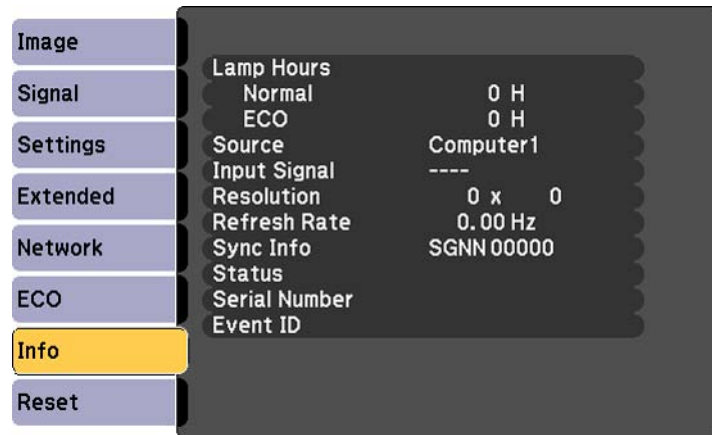 Image
Signal
Settings
Extended
Network
ECO
Info
Reset
Lamp Hours
Normal 0 H
ECO 0 H
Source Computer1
Input Signal ----
Resolution 0 x 0
Refresh Rate 0.00 Hz
Sync Info SGNN 00000
Status
Serial Number
Event ID